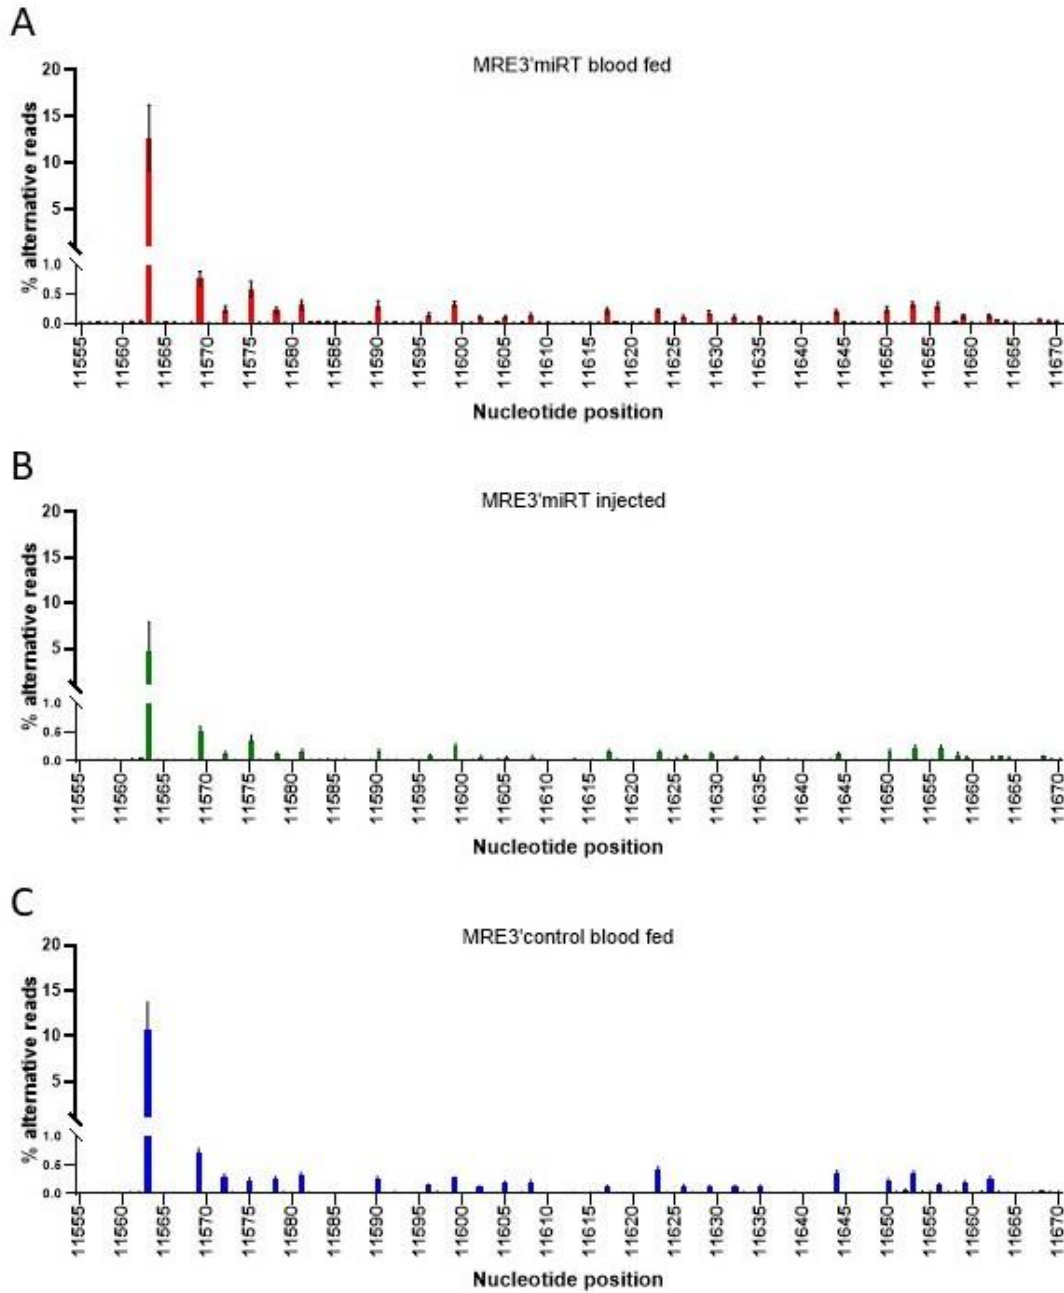 A
MRE3'miRT blood fed
% alternative reads
20
15
10
5
1.0
0.5
0.0
11555 11560 11565 11570 11575 11580 11585 11590 11595 11600 11605 11610 11615 11620 11625 11630 11635 11640 11645 11650 11655 11660 11665 11670
Nucleotide position
B
MRE3'miRT injected
% alternative reads
20
15
10
5
1.0
0.5
0.0
11555 11560 11565 11570 11575 11580 11585 11590 11595 11600 11605 11610 11615 11620 11625 11630 11635 11640 11645 11650 11655 11660 11665 11670
Nucleotide position
C
MRE3'control blood fed
% alternative reads
20
15
10
5
1.0
0.5
0.0
11555 11560 11565 11570 11575 11580 11585 11590 11595 11600 11605 11610 11615 11620 11625 11630 11635 11640 11645 11650 11655 11660 11665 11670
Nucleotide position